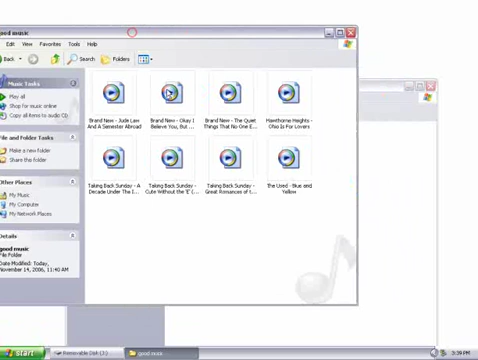 good music
Edit View Favorites Tools Help
Back Search Folders
Music Tasks
Play all
Shop for music online
Copy all items to audio CD
File and Folder Tasks
Make a new folder
Share this folder
Other Places
My Music
My Computer
My Network Places
Details
good music
File Folder
Date Modified: Today,
November 14, 2006, 11:40 AM
Brand New - Jude Law
And A Semester Abroad
Brand New - Okay I
Believe You, But ...
Brand New - The Quiet
Things That No One E...
Hawthorne Heights -
Ohio Is For Lovers
Taking Back Sunday - A
Decade Under The I...
Taking Back Sunday -
Cute Without the 'E' (...
Taking Back Sunday -
Great Romances of t...
The Used - Blue and
Yellow
start
Removable Disk (J:)
good music
3:39 PM